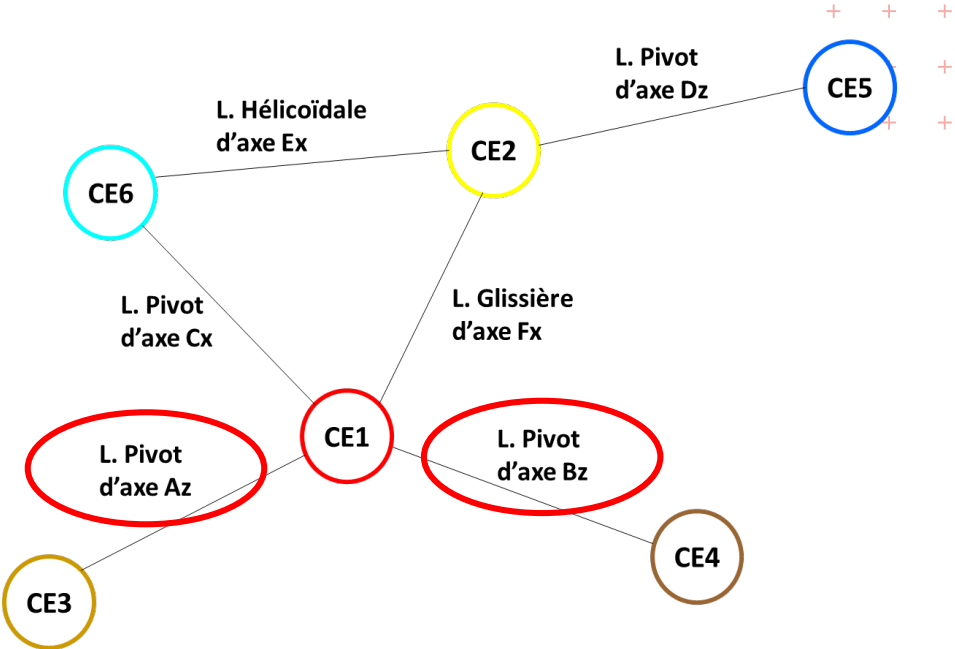 L. Pivot
d’axe Dz
CE5
L. Hélicoïdale
d’axe Ex
CE2
CE6
L. Pivot
d’axe Cx
L. Glissière
d’axe Fx
CE1
L. Pivot
d’axe Az
L. Pivot
d’axe Bz
CE4
CE3